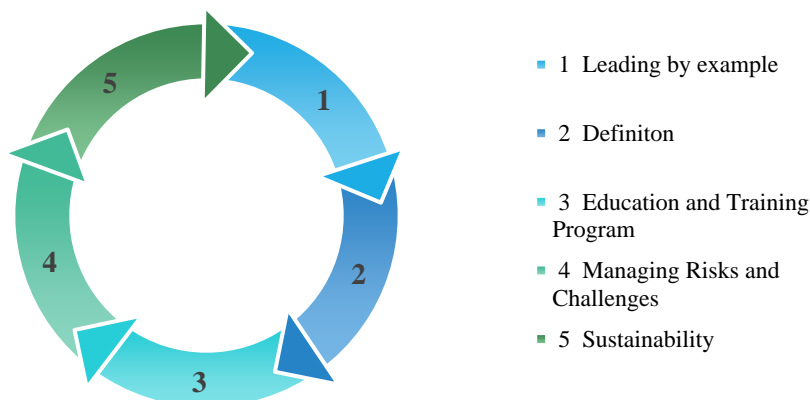 5
1
1 Leading by example
2 Definiton
3 Education and Training
Program
4
2
4 Managing Risks and
Challenges
5 Sustainability
3